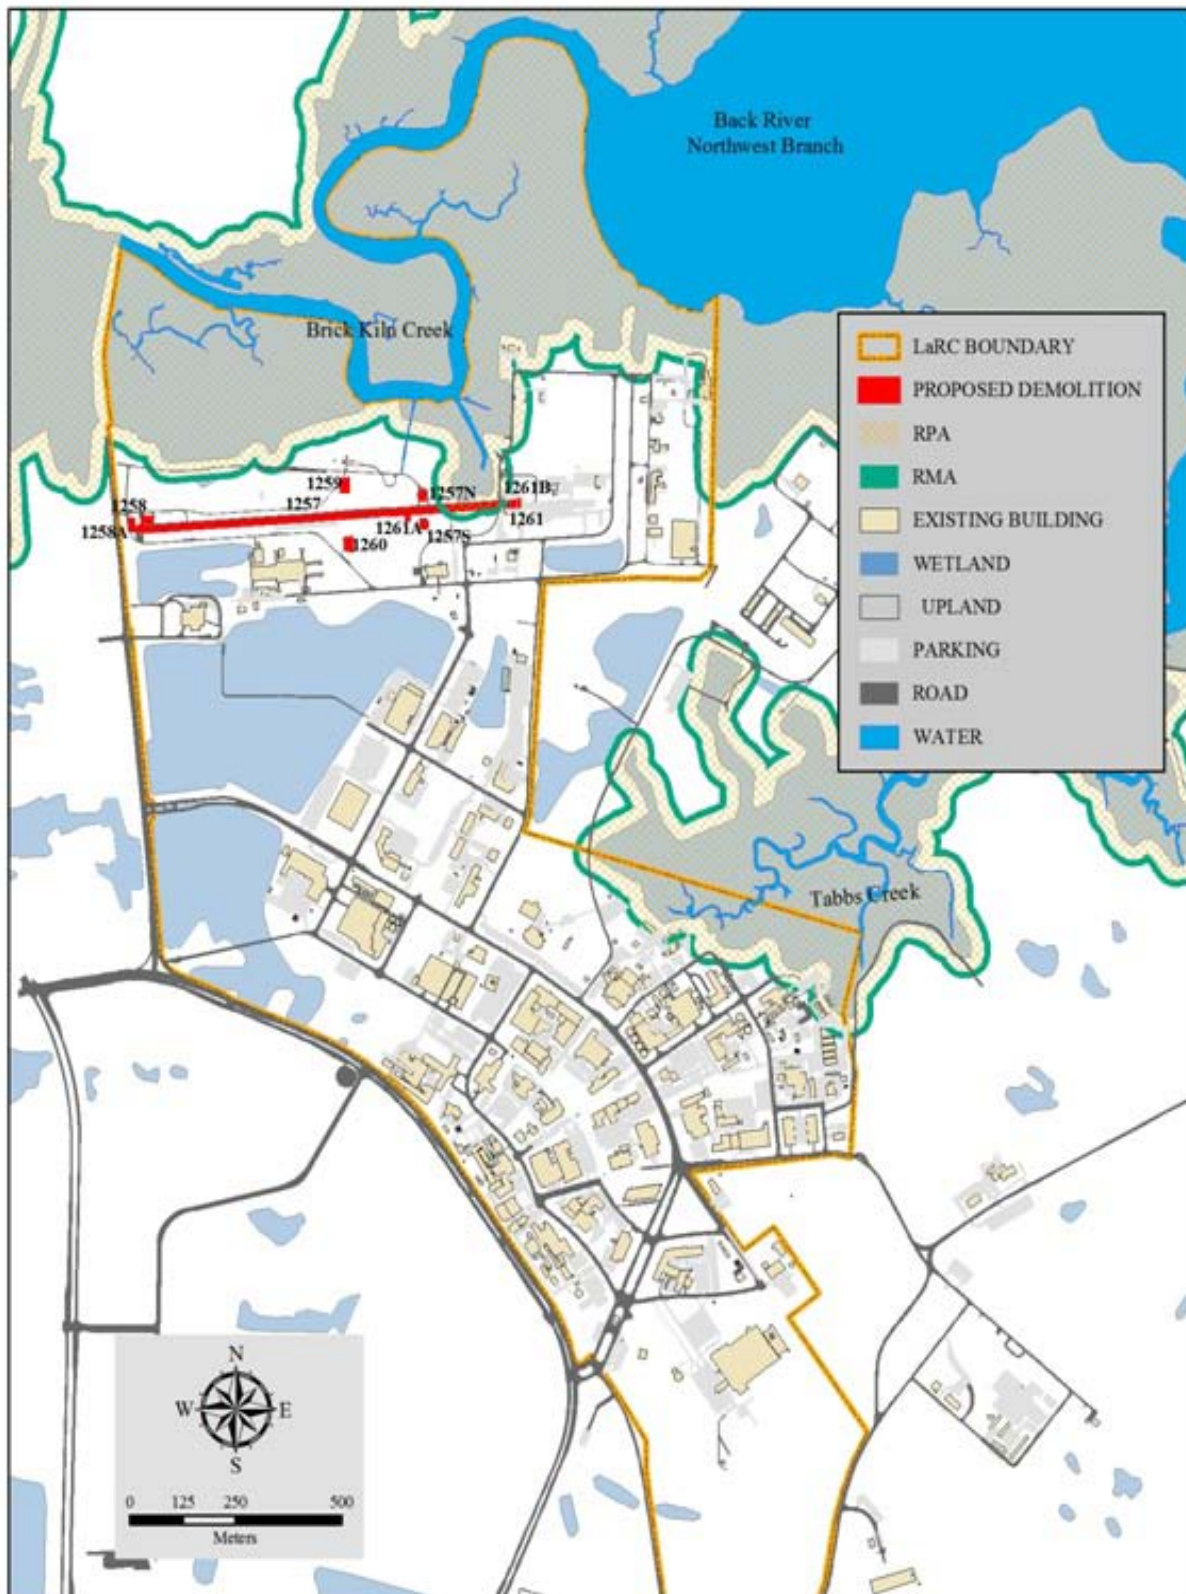 Back River
Northwest Branch
Brick Kiln Creek
LaRC BOUNDARY
PROPOSED DEMOLITION
RPA
RMA
EXISTING BUILDING
WETLAND
UPLAND
PARKING
ROAD
WATER
1259
1257
1257N
1261B
1258
1258A
1261A
1257S
1261
1260
Tabbs Creek
N
W E
S
0 125 250 500
Meters